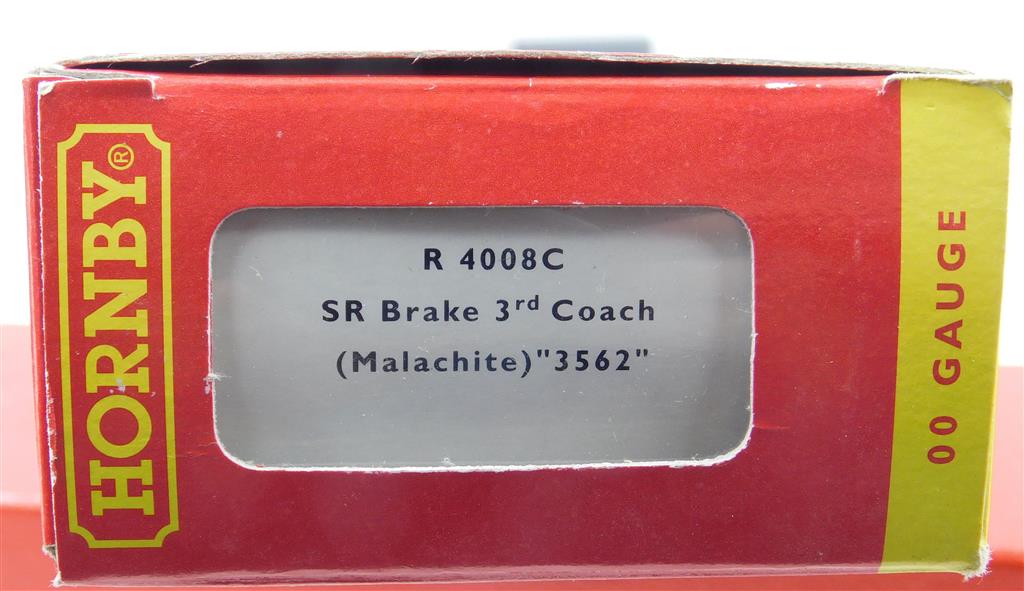 HORNBY®
R 4008C
SR Brake 3rd Coach
(Malachite)"3562"
00 GAUGE